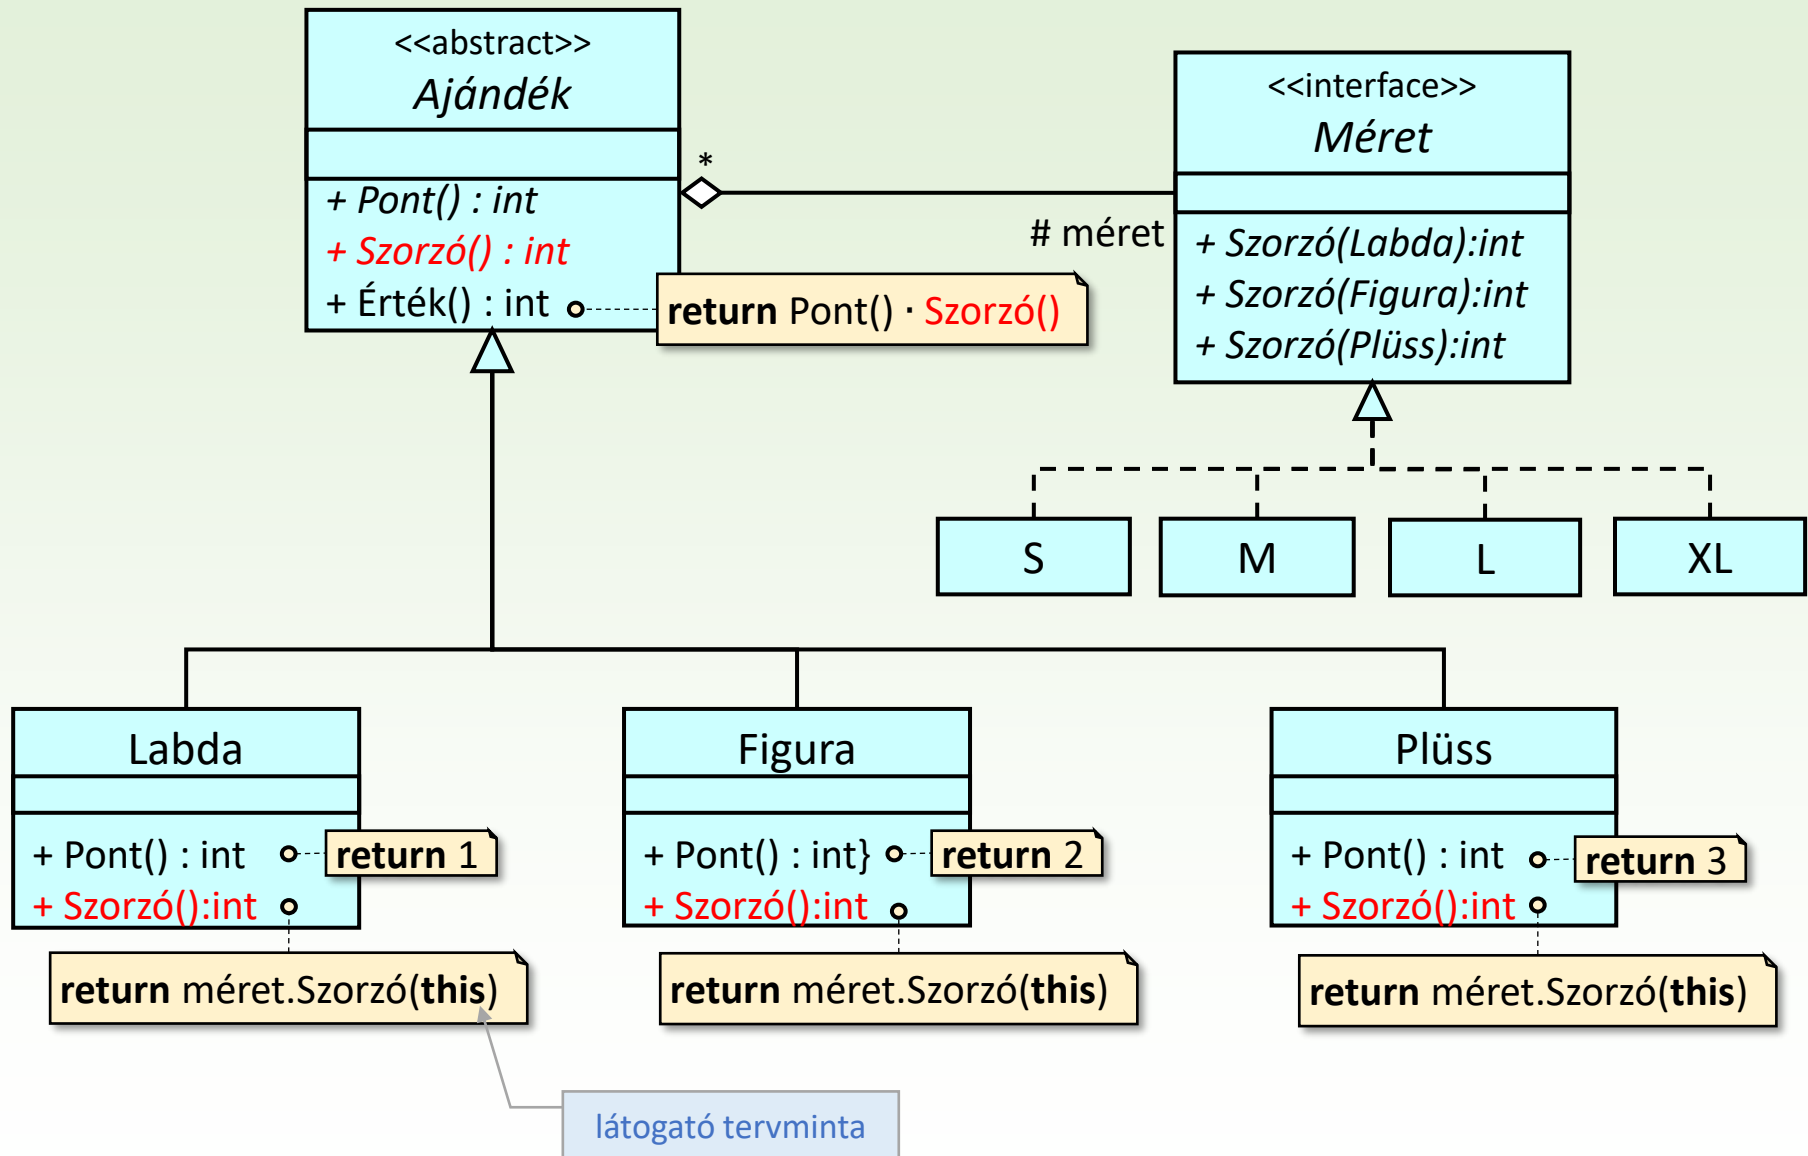 <<abstract>>
Ajándék
+ Pont() : int
+ Szorzó() : int
+ Érték() : int
return Pont() · Szorzó()
*
# méret
<<interface>>
Méret
+ Szorzó(Labda):int
+ Szorzó(Figura):int
+ Szorzó(Plüss):int
S
M
L
XL
Labda
+ Pont() : int
return 1
+ Szorzó():int
return méret.Szorzó(this)
Figura
+ Pont() : int}
return 2
+ Szorzó():int
return méret.Szorzó(this)
Plüss
+ Pont() : int
return 3
+ Szorzó():int
return méret.Szorzó(this)
látogató tervminta